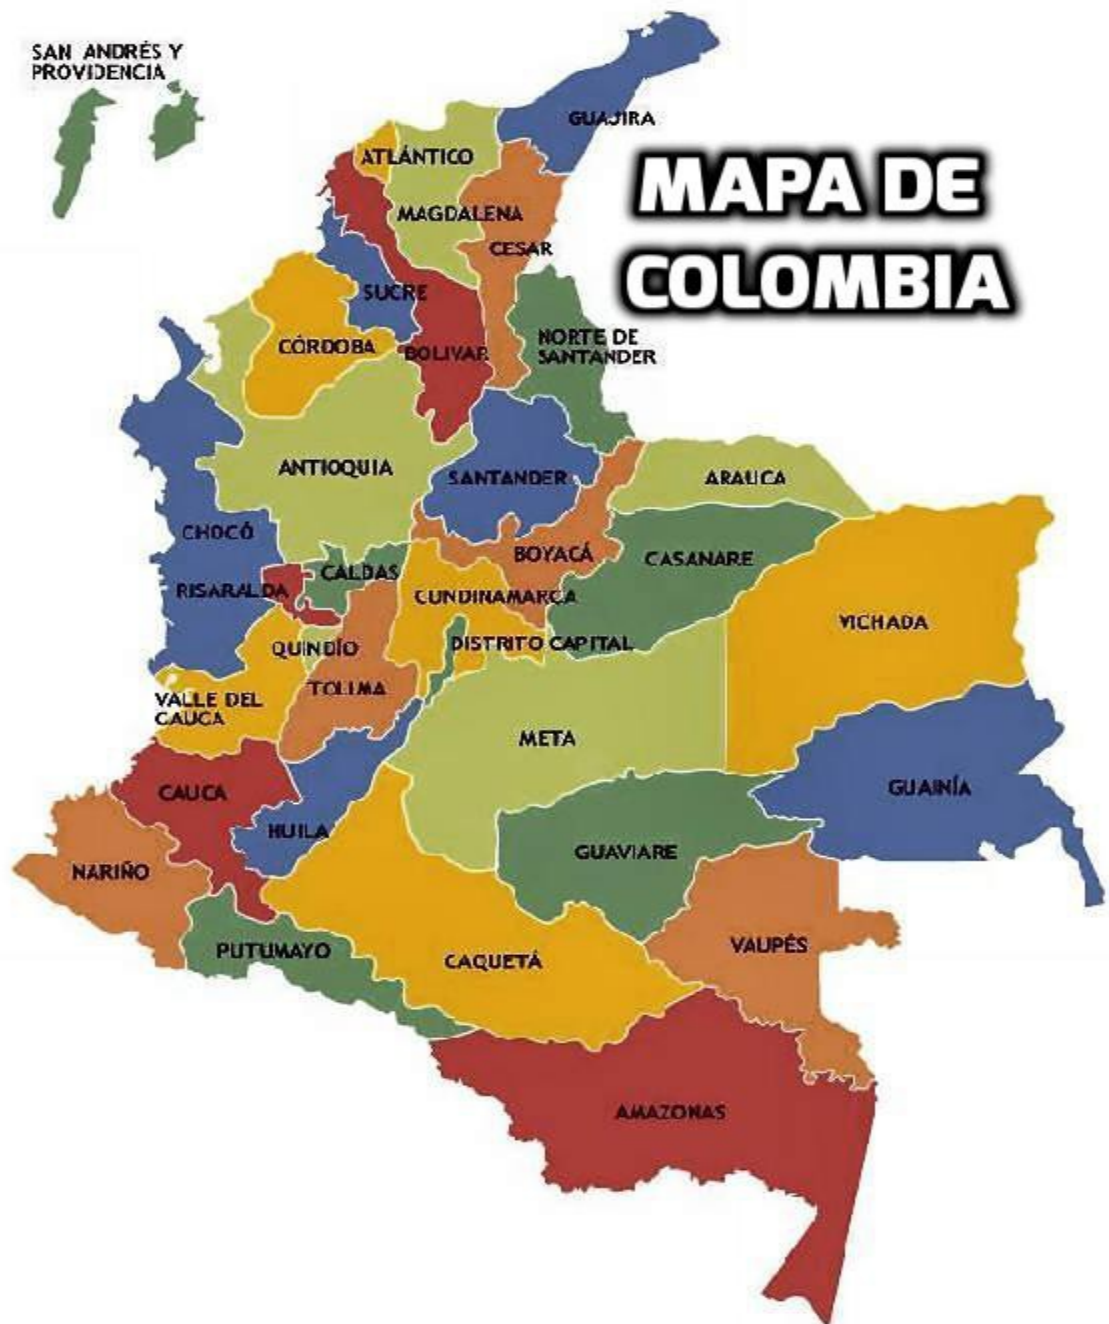 SAN ANDRÉS Y
PROVIDENCIA
GUAJIRA
MAPA DE
COLOMBIA
ATLÁNTICO
MAGDALENA
CESAR
SUCRE
CÓRDOBA
BOLIVAR
NORTE DE
SANTANDER
ANTIOQUIA
SANTANDER
ARAUCA
CHOCÓ
BOYACÁ
CASANARE
CALDAS
RISARALDA
CUNDINAMARCA
VICHADA
QUINDÍO
DISTRITO CAPITAL
TOLIMA
VALLE DEL
CAUCA
META
CAUCA
GUAINÍA
HUILA
GUAVIARE
NARIÑO
PUTUMAYO
CAQUETÁ
VAUPÉS
AMAZONAS